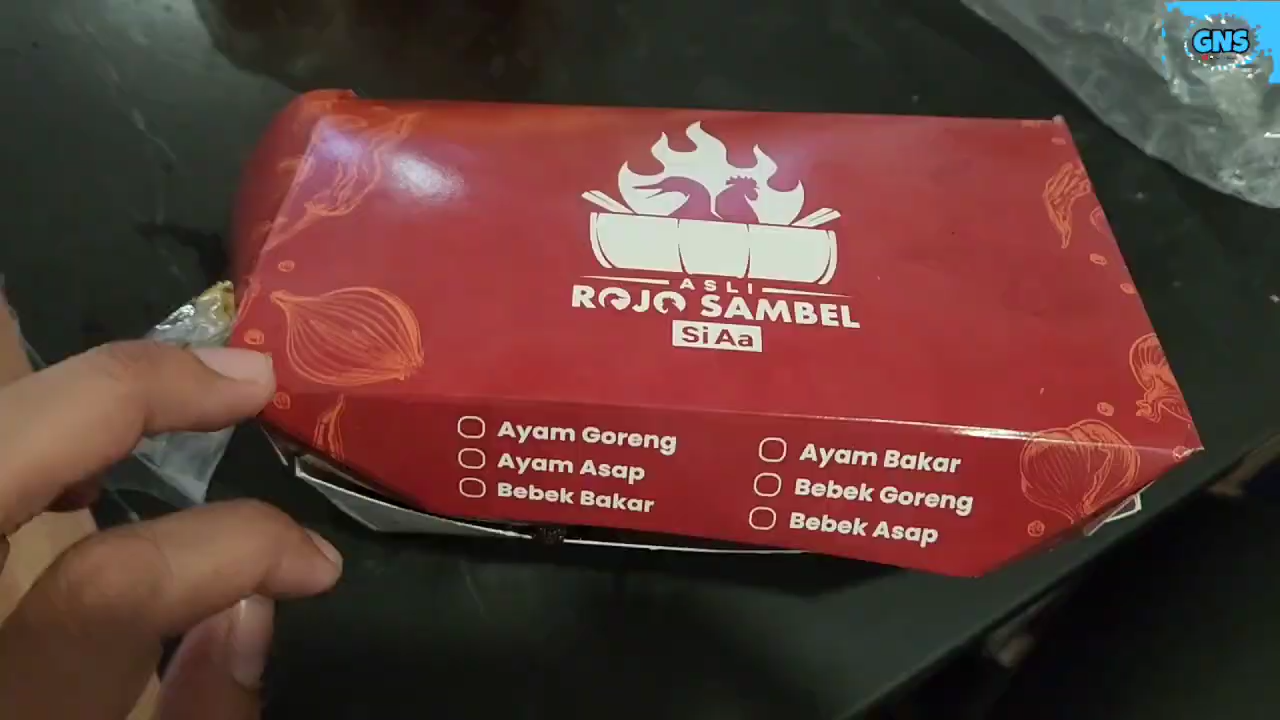 GNS
ASLI
ROJO SAMBEL
Si Aa
Ayam Goreng
Ayam Asap
Bebek Bakar
Ayam Bakar
Bebek Goreng
Bebek Asap